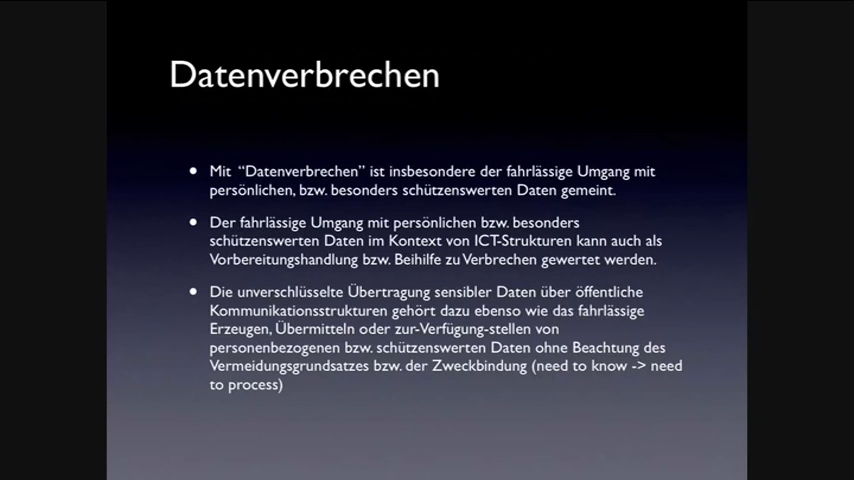 Datenverbrechen
• Mit “Datenverbrechen” ist insbesondere der fahrlässige Umgang mit
persönlichen, bzw. besonders schützenswerten Daten gemeint.
• Der fahrlässige Umgang mit persönlichen bzw. besonders
schützenswerten Daten im Kontext von ICT-Strukturen kann auch als
Vorbereitungshandlung bzw. Beihilfe zu Verbrechen gewertet werden.
• Die unverschlüsselte Übertragung sensibler Daten über öffentliche
Kommunikationsstrukturen gehört dazu ebenso wie das fahrlässige
Erzeugen, Übermitteln oder zur-Verfügung-stellen von
personenbezogenen bzw. schützenswerten Daten ohne Beachtung des
Vermeidungsgrundsatzes bzw. der Zweckbindung (need to know -> need
to process)